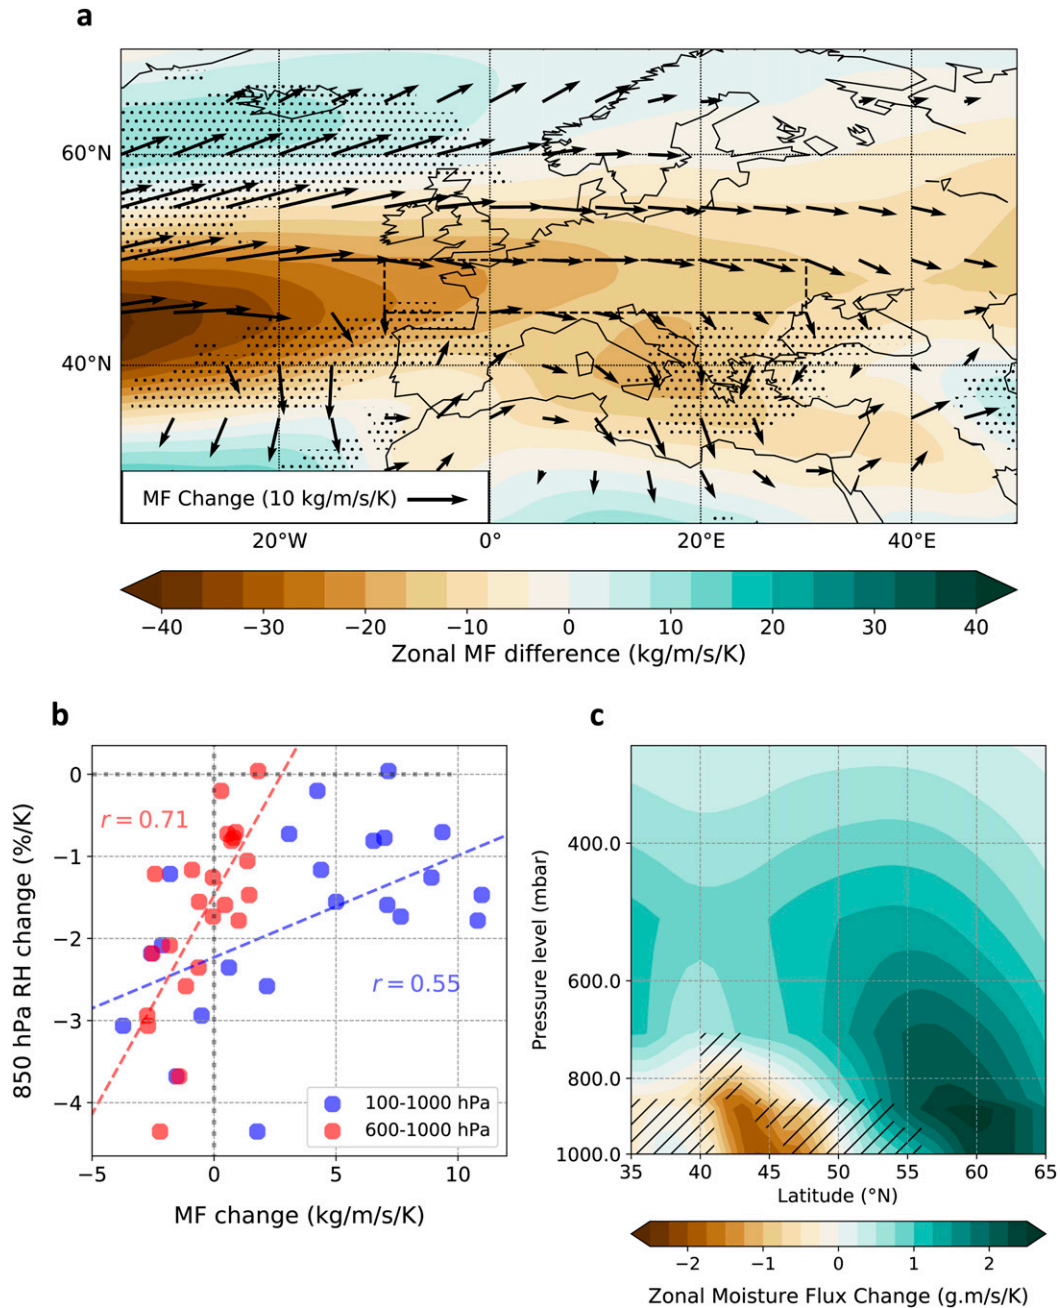 a
60°N
40°N
MF Change (10 kg/m/s/K)
20°W 0° 20°E 40°E
−40 −30 −20 −10 0 10 20 30 40
Zonal MF difference (kg/m/s/K)
b
0
−1
−2
−3
−4
850 hPa RH change (%/K)
r = 0.71
r = 0.55
100-1000 hPa
600-1000 hPa
−5 0 5 10
MF change (kg/m/s/K)
c
400.0
600.0
800.0
1000.0
Pressure level (mbar)
35 40 45 50 55 60 65
Latitude (°N)
−2 −1 0 1 2
Zonal Moisture Flux Change (g.m/s/K)